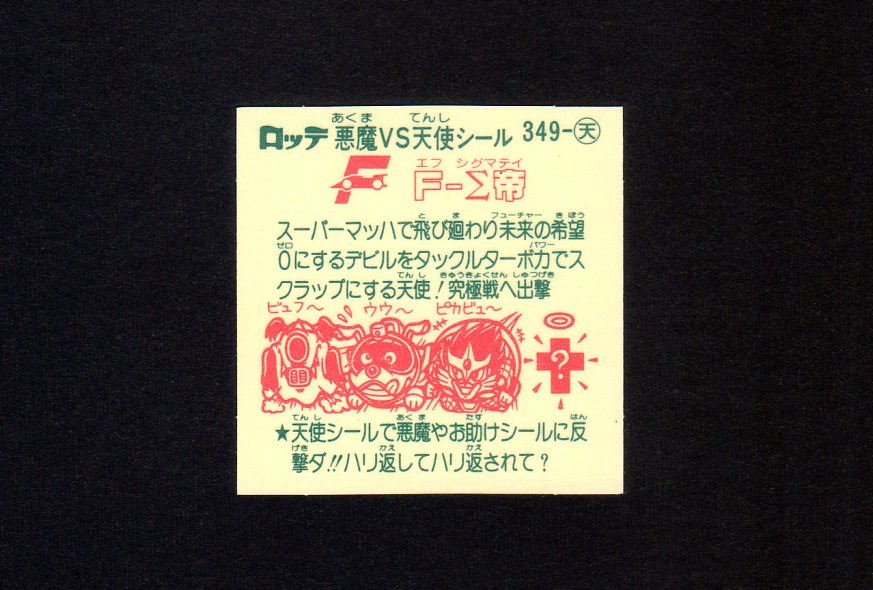 あくま てんし
ロッテ 悪魔VS天使シール 349-天
エフ シグマテイ
F F-Σ帝
と ま フューチャー きぼう
スーパーマッハで飛び廻わり未来の希望
ゼロ パワー
0にするデビルをタックルターボ力でス
てんし きゅうきょくせん しゅつげき
クラップにする天使!究極戦へ出撃
ビュフ〜 ウウ〜 ピカビュ〜
?
てんし あくま たす はん
★天使シールで悪魔やお助けシールに反
げき かえ かえ
撃ダ!!ハリ返してハリ返されて?